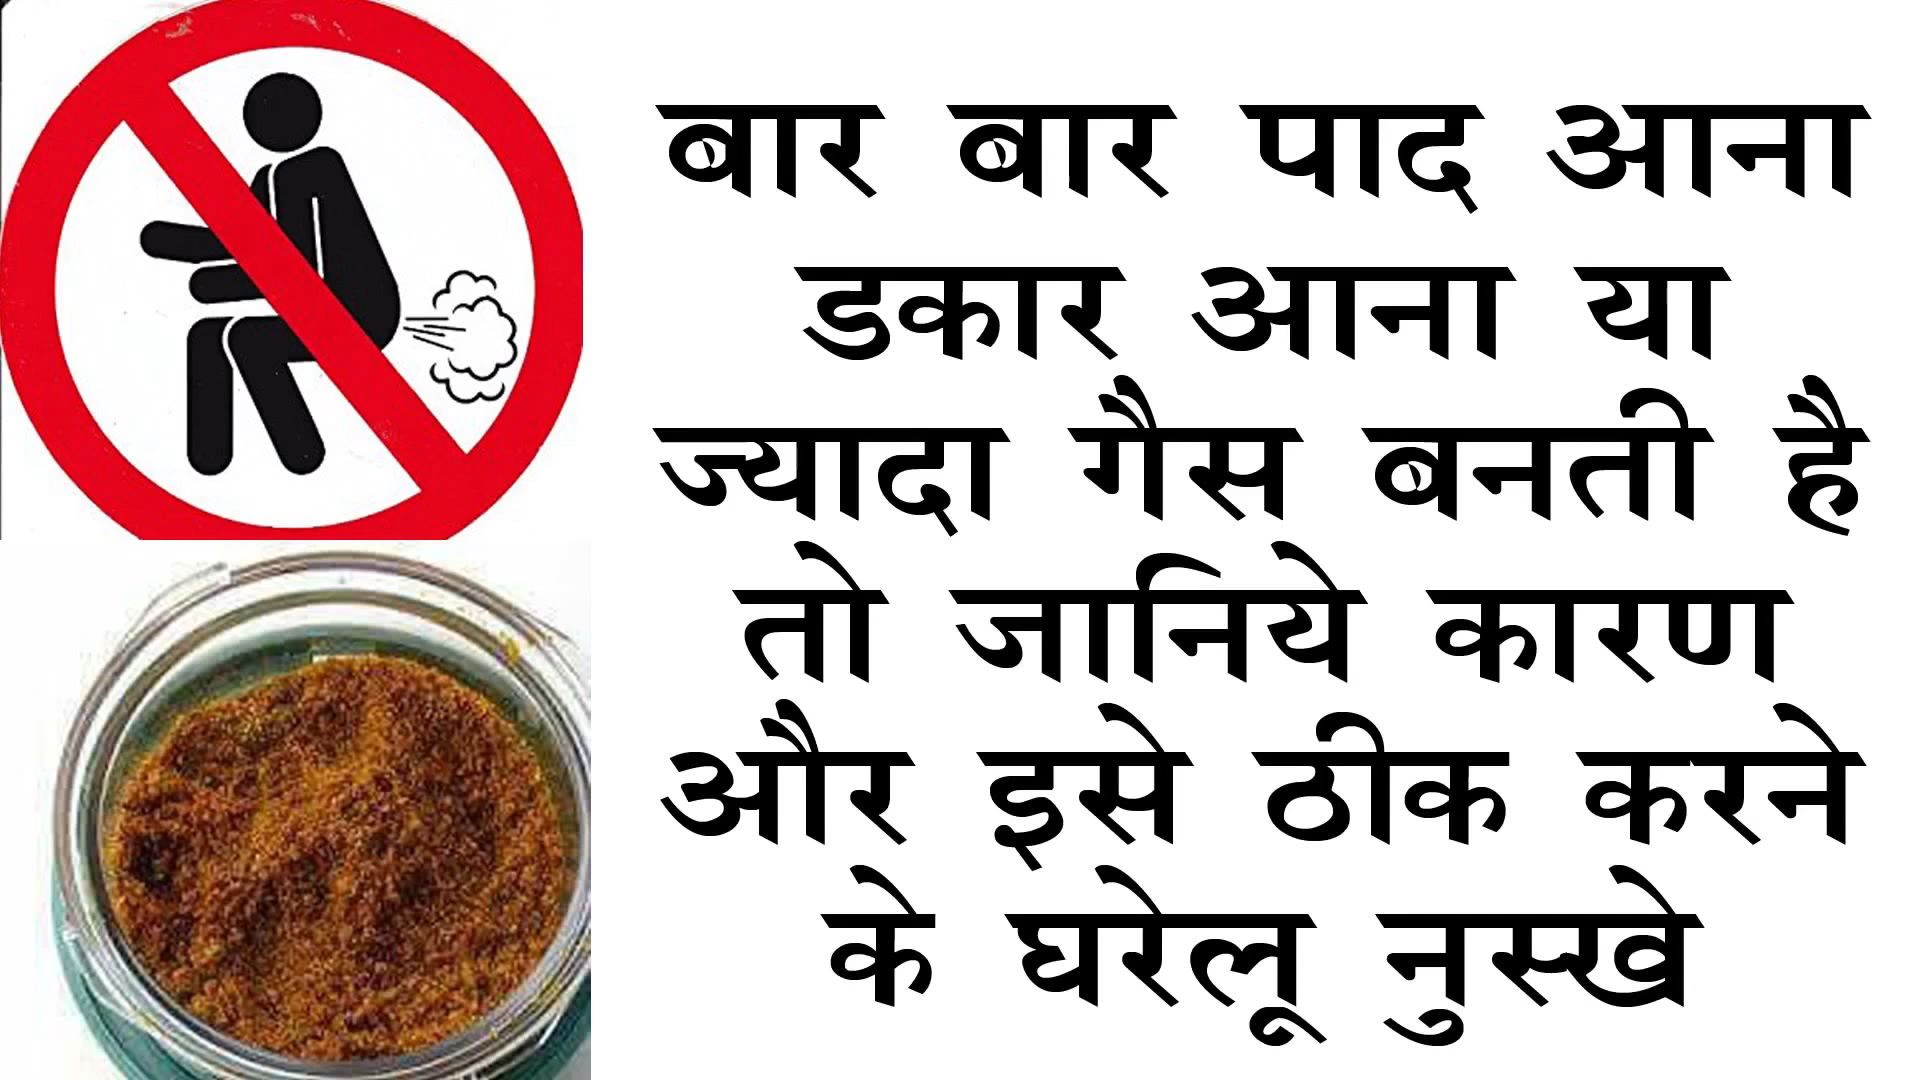 बार बार पाद आना
डकार आना या
ज्यादा गैस बनती है
तो जानिये कारण
और इसे ठीक करने
के घरेलू नुस्खे